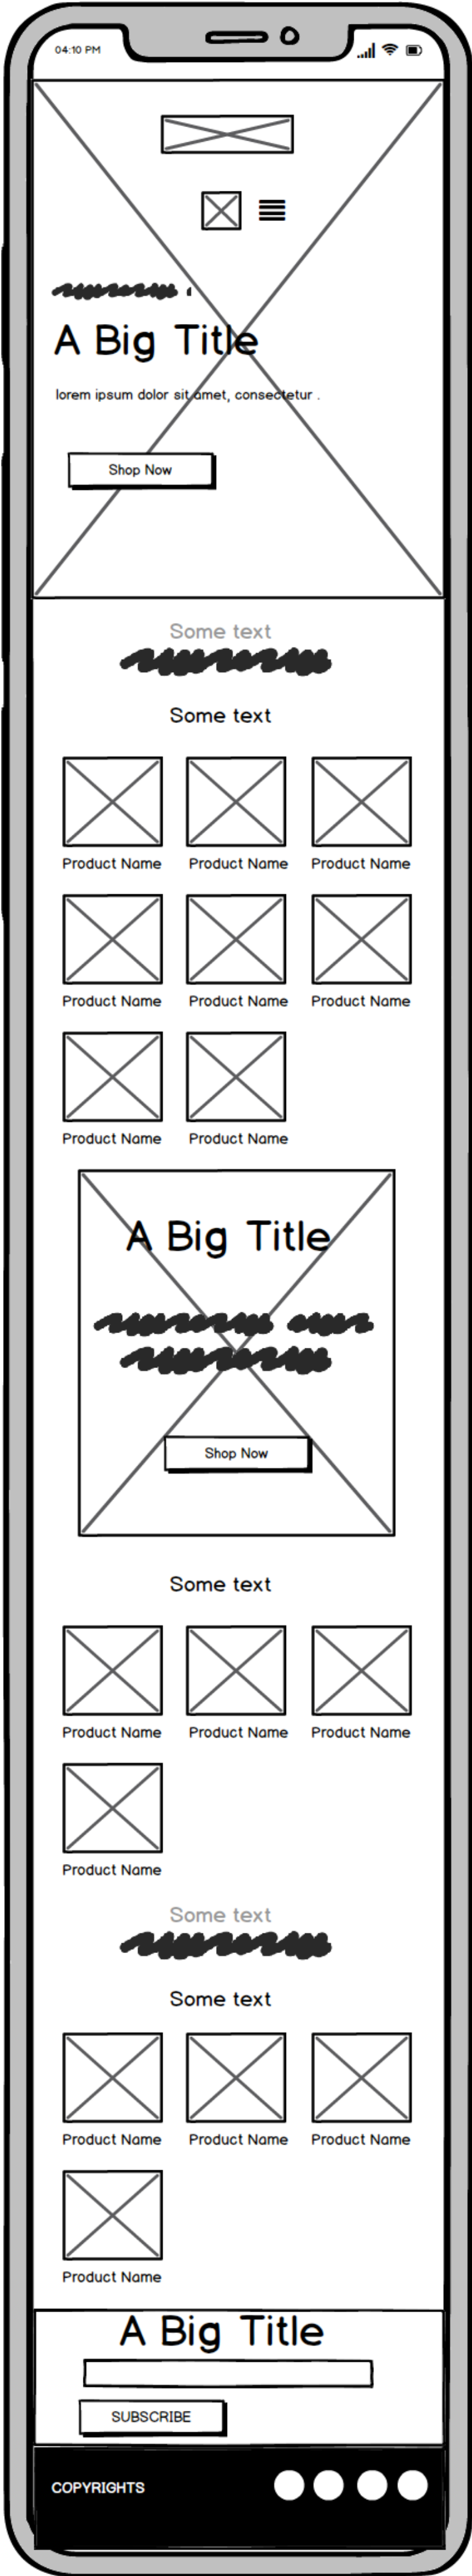 04:10 PM
A Big Title
lorem ipsum dolor sit amet, consectetur .
Shop Now
Some text
Some text
Product Name Product Name Product Name
Product Name Product Name Product Name
Product Name Product Name
A Big Title
Shop Now
Some text
Product Name Product Name Product Name
Product Name
Some text
Some text
Product Name Product Name Product Name
Product Name
A Big Title
SUBSCRIBE
COPYRIGHTS